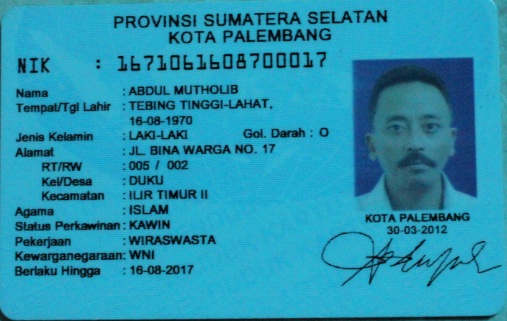 PROVINSI SUMATERA SELATAN
KOTA PALEMBANG
NIK : 1671061608700017
Nama : ABDUL MUTHOLIB
Tempat/Tgl Lahir : TEBING TINGGI-LAHAT,
16-08-1970
Jenis Kelamin : LAKI-LAKI Gol. Darah : O
Alamat : JL. BINA WARGA NO. 17
RT/RW : 005 / 002
Kel/Desa : DUKU
Kecamatan : ILIR TIMUR II
Agama : ISLAM
Status Perkawinan : KAWIN
Pekerjaan : WIRASWASTA
Kewarganegaraan : WNI
Berlaku Hingga : 16-08-2017
KOTA PALEMBANG
30-03-2012